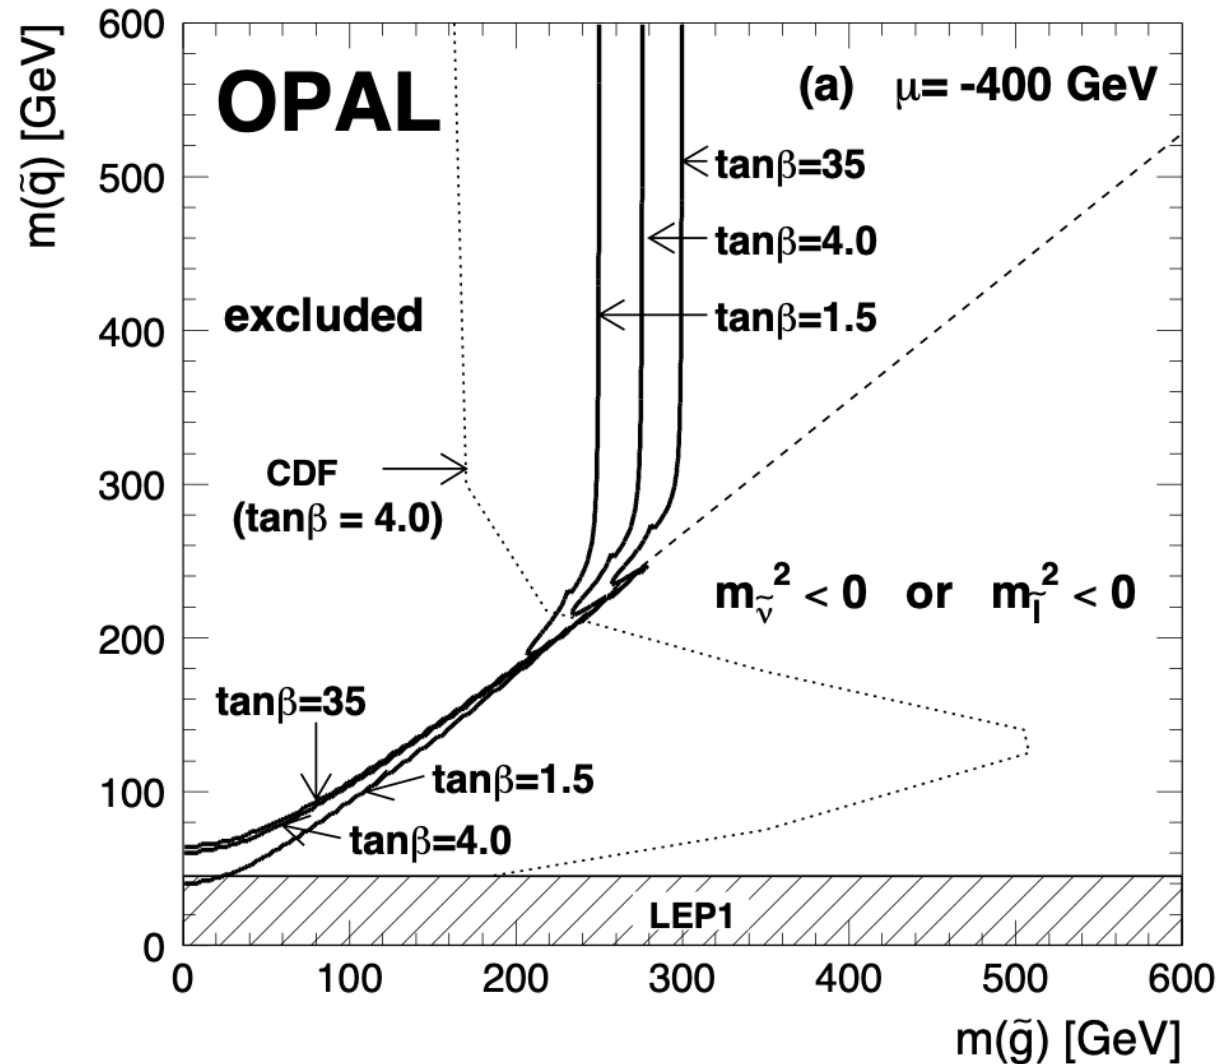 600
500
400
300
200
100
0
m(q̃) [GeV]
OPAL
(a) μ= -400 GeV
tanβ=35
tanβ=4.0
tanβ=1.5
excluded
CDF
(tanβ = 4.0)
m_ν̃² < 0 or m_l̃² < 0
tanβ=35
tanβ=1.5
tanβ=4.0
LEP1
0 100 200 300 400 500 600
m(g̃) [GeV]